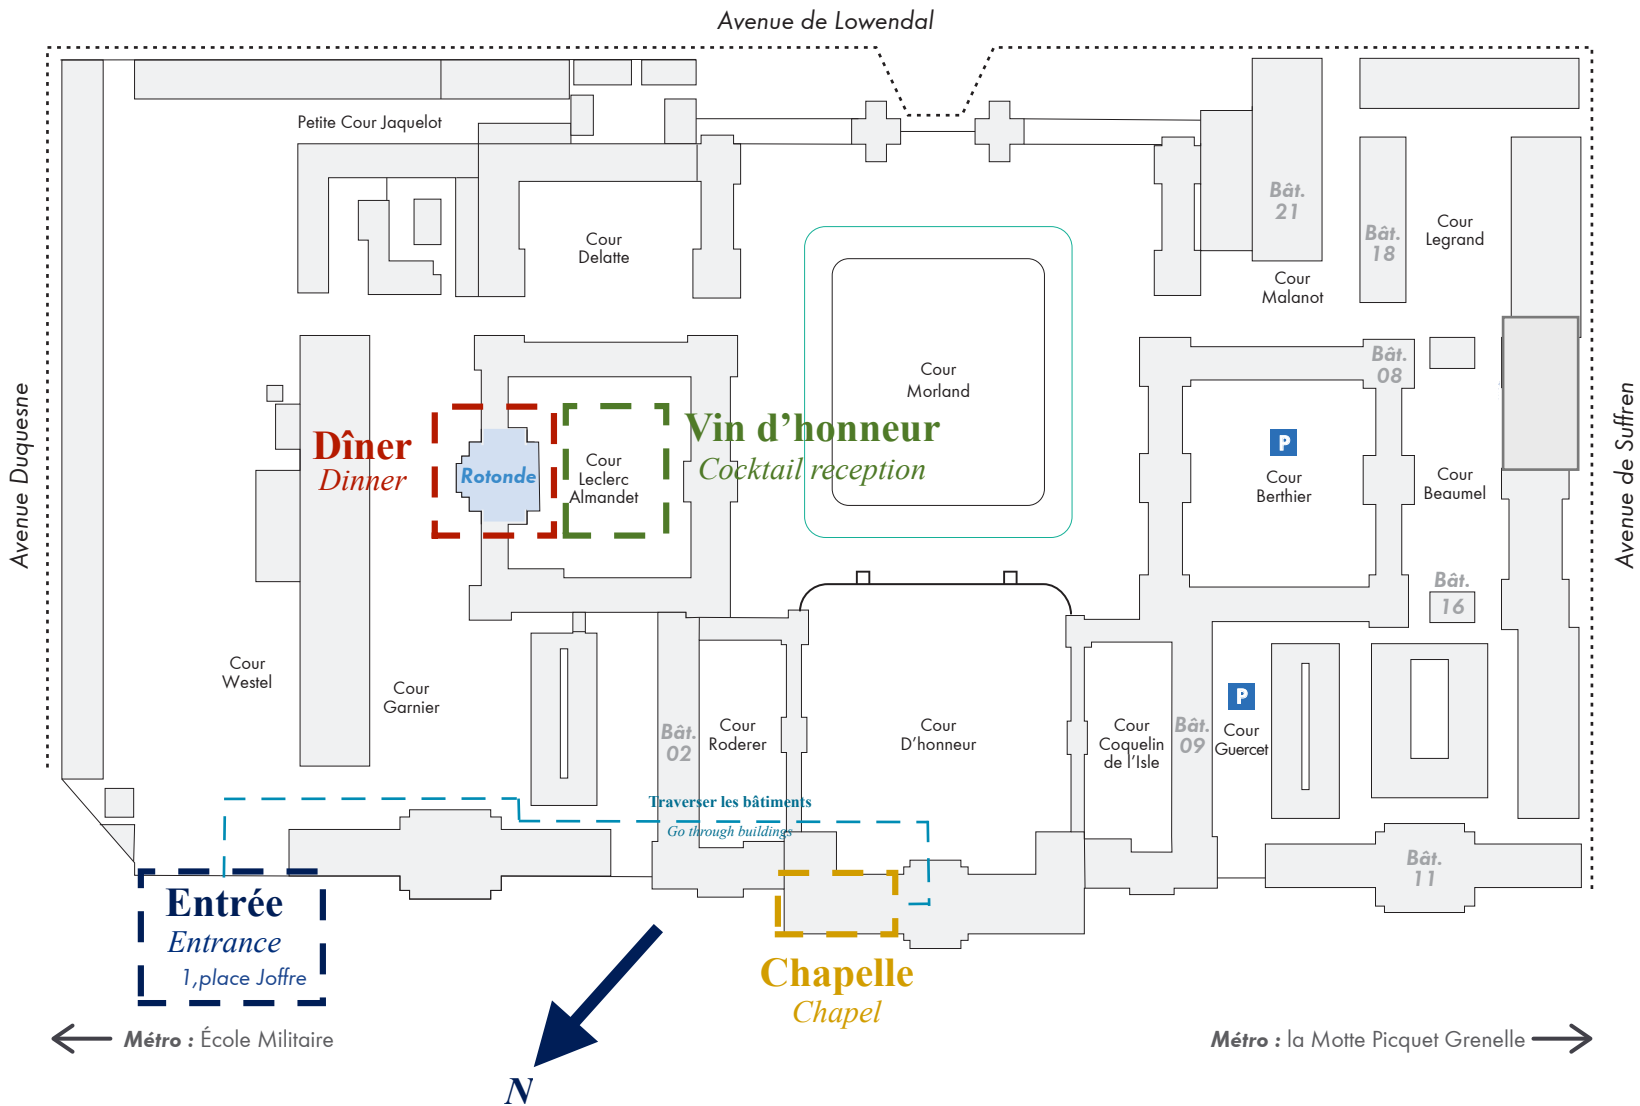 Avenue de Lowendal
Petite Cour Jaquelot
Bât.
21
Bât.
18
Cour
Legrand
Cour
Delatte
Cour
Malanot
Bât.
08
Cour
Morland
Avenue Duquesne
Avenue de Suffren
Dîner
Dinner
Rotonde
Cour
Leclerc
Almandet
Vin d’honneur
Cocktail reception
P
Cour
Berthier
Cour
Beaumel
Bât.
16
Cour
Westel
Cour
Garnier
Bât.
02
Cour
Roderer
Cour
D’honneur
Cour
Coquelin
de l’Isle
Bât.
09
P
Cour
Guercet
Traverser les bâtiments
Go through buildings
Bât.
11
Entrée
Entrance
1,place Joffre
Chapelle
Chapel
Métro : École Militaire
Métro : la Motte Picquet Grenelle
N